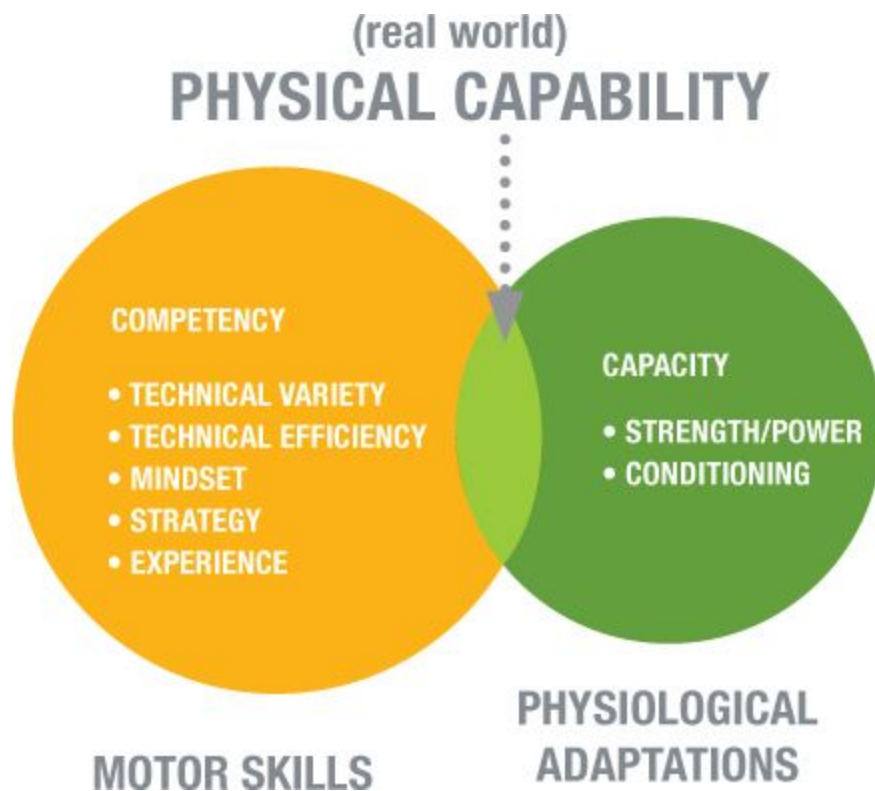 (real world)
PHYSICAL CAPABILITY
COMPETENCY
• TECHNICAL VARIETY
• TECHNICAL EFFICIENCY
• MINDSET
• STRATEGY
• EXPERIENCE
CAPACITY
• STRENGTH/POWER
• CONDITIONING
MOTOR SKILLS
PHYSIOLOGICAL
ADAPTATIONS